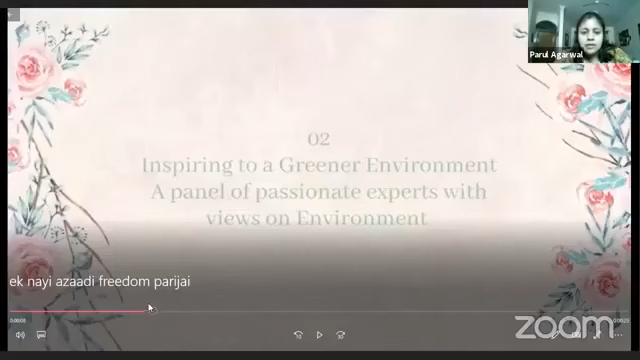 Parul Agarwal
02
Inspiring to a Greener Environment
A panel of passionate experts with
views on Environment
ek nayi azaadi freedom parijai
zoom